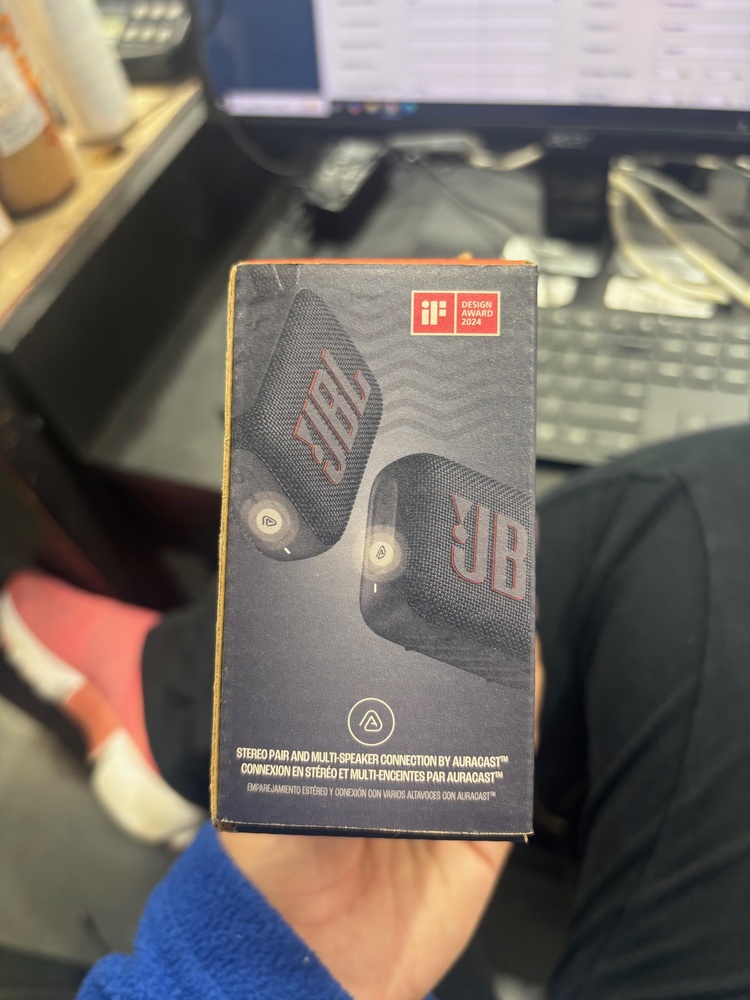 iF
DESIGN
AWARD
2024
JBL
JB
STEREO PAIR AND MULTI-SPEAKER CONNECTION BY AURACAST™
CONNEXION EN STÉRÉO ET MULTI-ENCEINTES PAR AURACAST™
EMPAREJAMIENTO ESTÉREO Y CONEXIÓN CON VARIOS ALTAVOCES CON AURACAST™